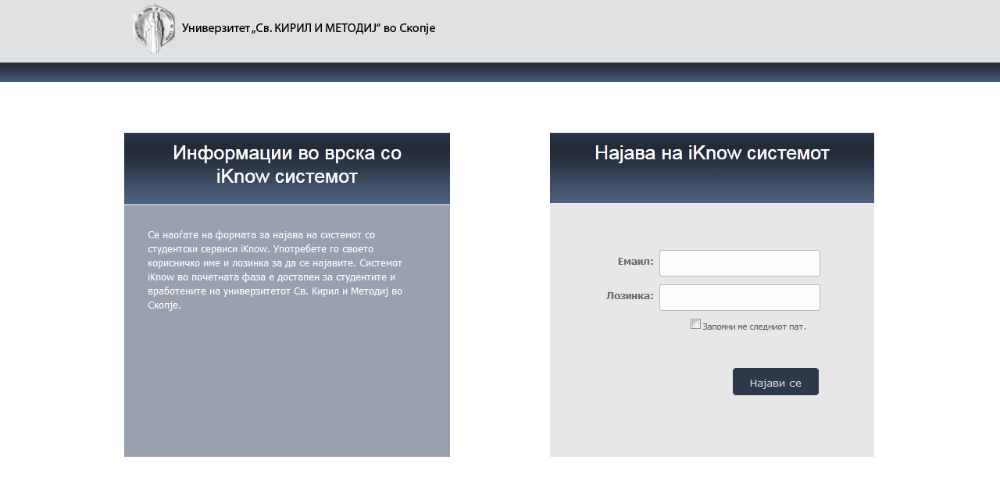 Универзитет „Св. КИРИЛ И МЕТОДИЈ“ во Скопје
Информации во врска со
iKnow системот
Се наоѓате на формата за најава на системот со
студентски сервиси iKnow. Употребете го своето
корисничко име и лозинка за да се најавите. Системот
iKnow во почетната фаза е достапен за студентите и
вработените на универзитетот Св. Кирил и Методиј во
Скопје.
Најава на iKnow системот
Емаил:
Лозинка:
Запомни ме следниот пат.
Најави се